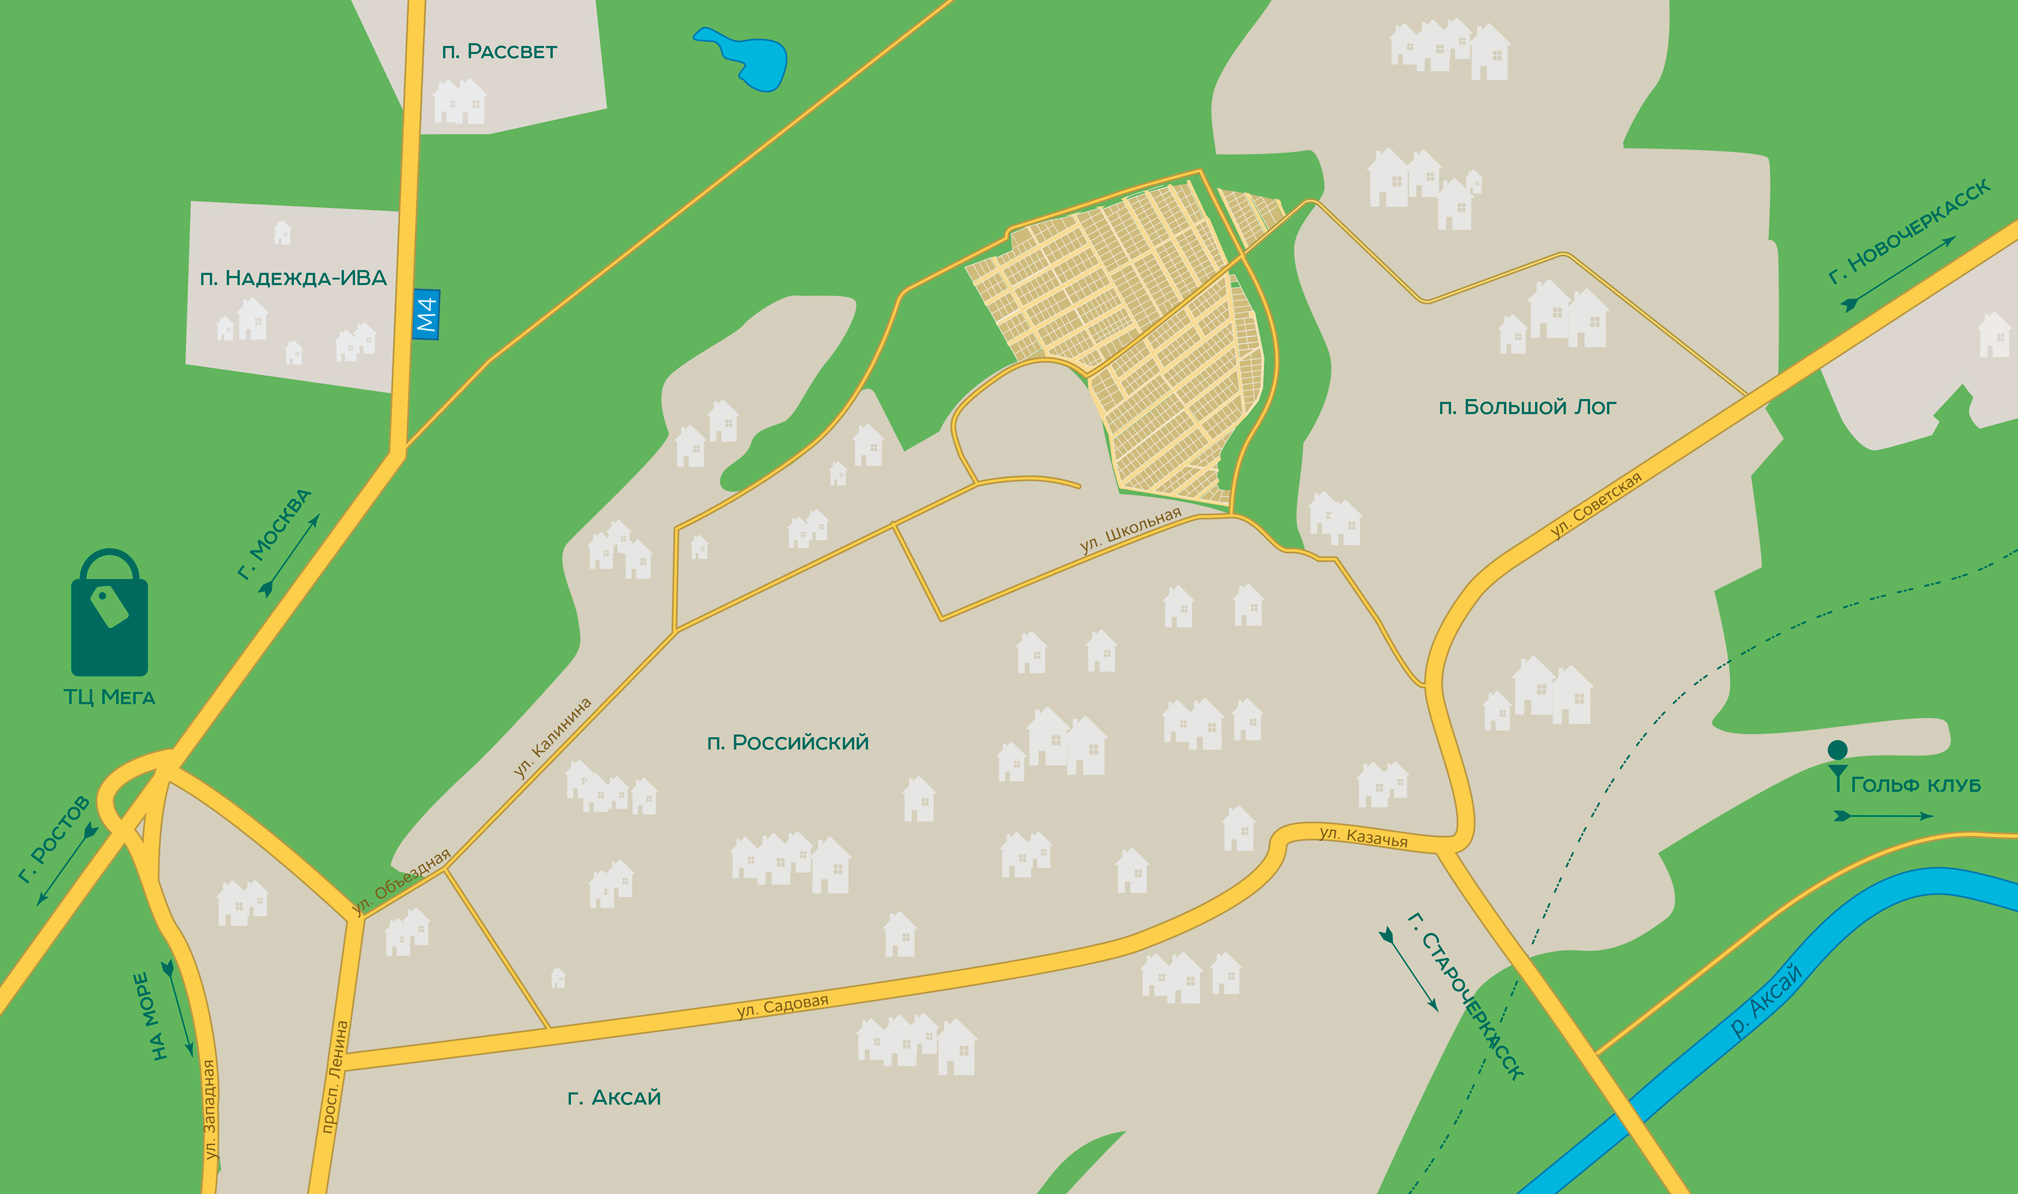 п. Рассвет
г. Новочеркасск
п. Надежда-ИВА
М4
п. Большой Лог
г. Москва
ул. Советская
ул. Школьная
ТЦ Мега
ул. Калинина
п. Российский
Гольф клуб
г. Ростов
ул. Казачья
ул. Объездная
г. Старочеркасск
на море
ул. Садовая
р. Аксай
просп. Ленина
ул. Западная
г. Аксай